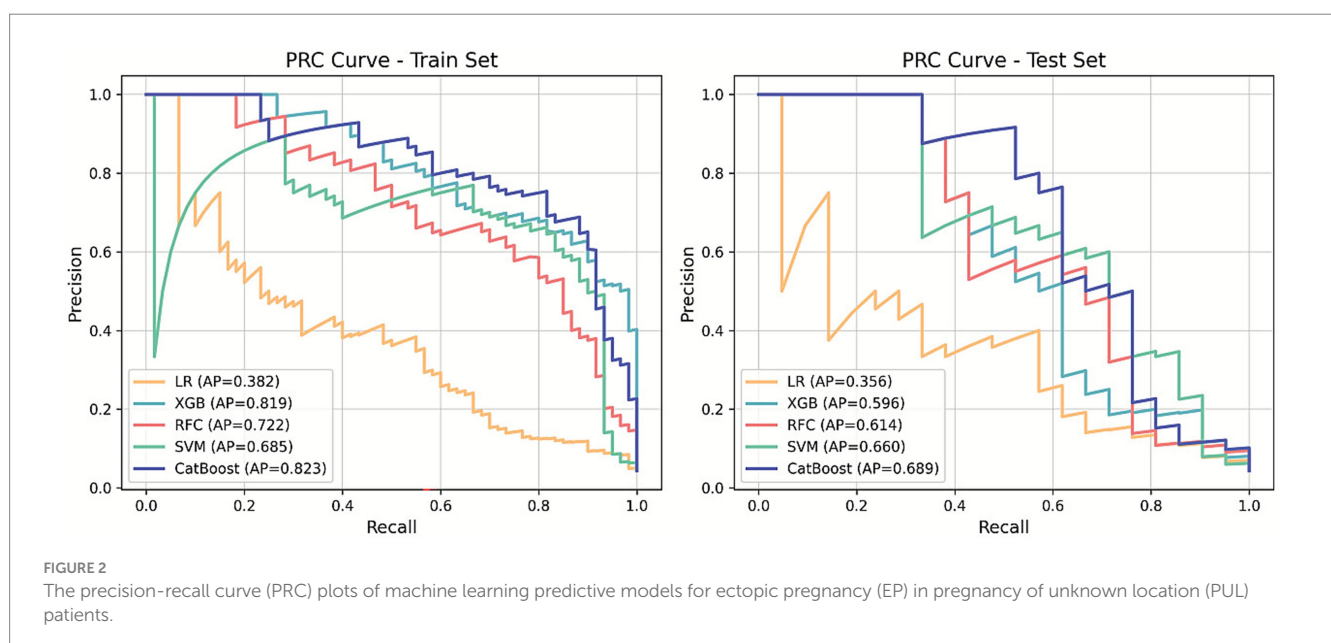 PRC Curve - Train Set
1.0
0.8
0.6
0.4
0.2
0.0
Precision
LR (AP=0.382)
XGB (AP=0.819)
RFC (AP=0.722)
SVM (AP=0.685)
CatBoost (AP=0.823)
0.0 0.2 0.4 0.6 0.8 1.0
Recall
PRC Curve - Test Set
1.0
0.8
0.6
0.4
0.2
0.0
Precision
LR (AP=0.356)
XGB (AP=0.596)
RFC (AP=0.614)
SVM (AP=0.660)
CatBoost (AP=0.689)
0.0 0.2 0.4 0.6 0.8 1.0
Recall
FIGURE 2
The precision-recall curve (PRC) plots of machine learning predictive models for ectopic pregnancy (EP) in pregnancy of unknown location (PUL)
patients.